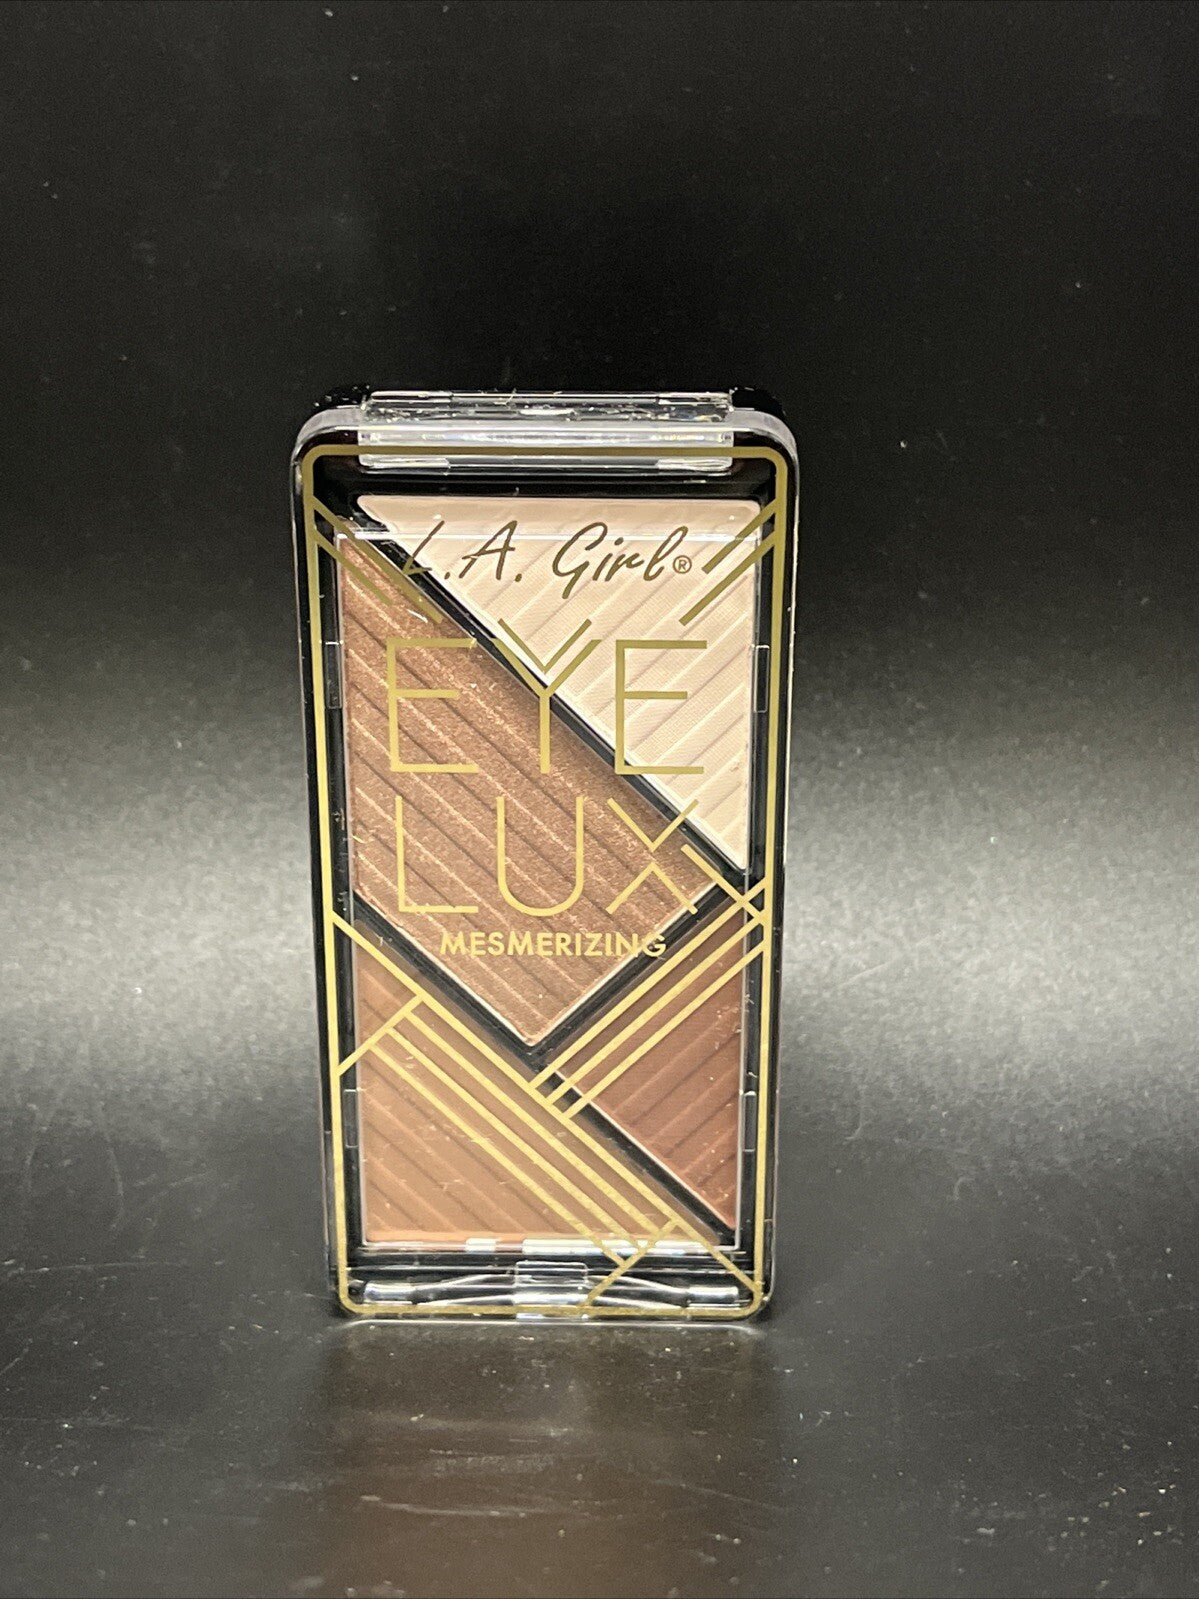 L.A. Girl®
EYE
LUX
MESMERIZING